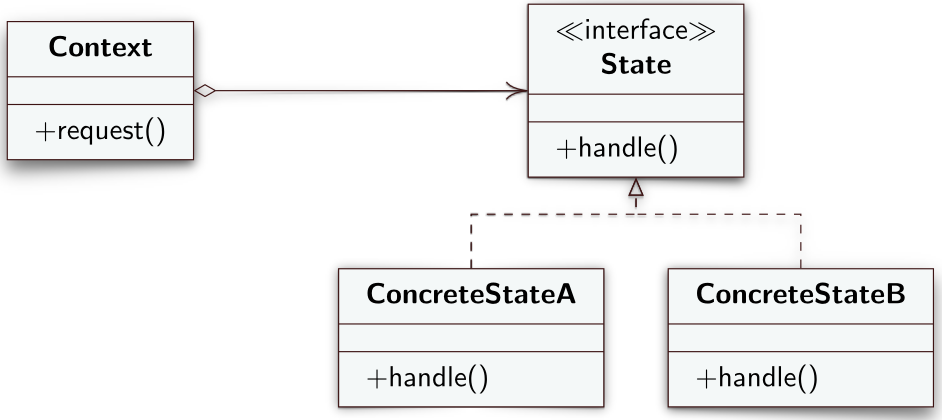 Context
+request()
≪interface≫
State
+handle()
ConcreteStateA
+handle()
ConcreteStateB
+handle()